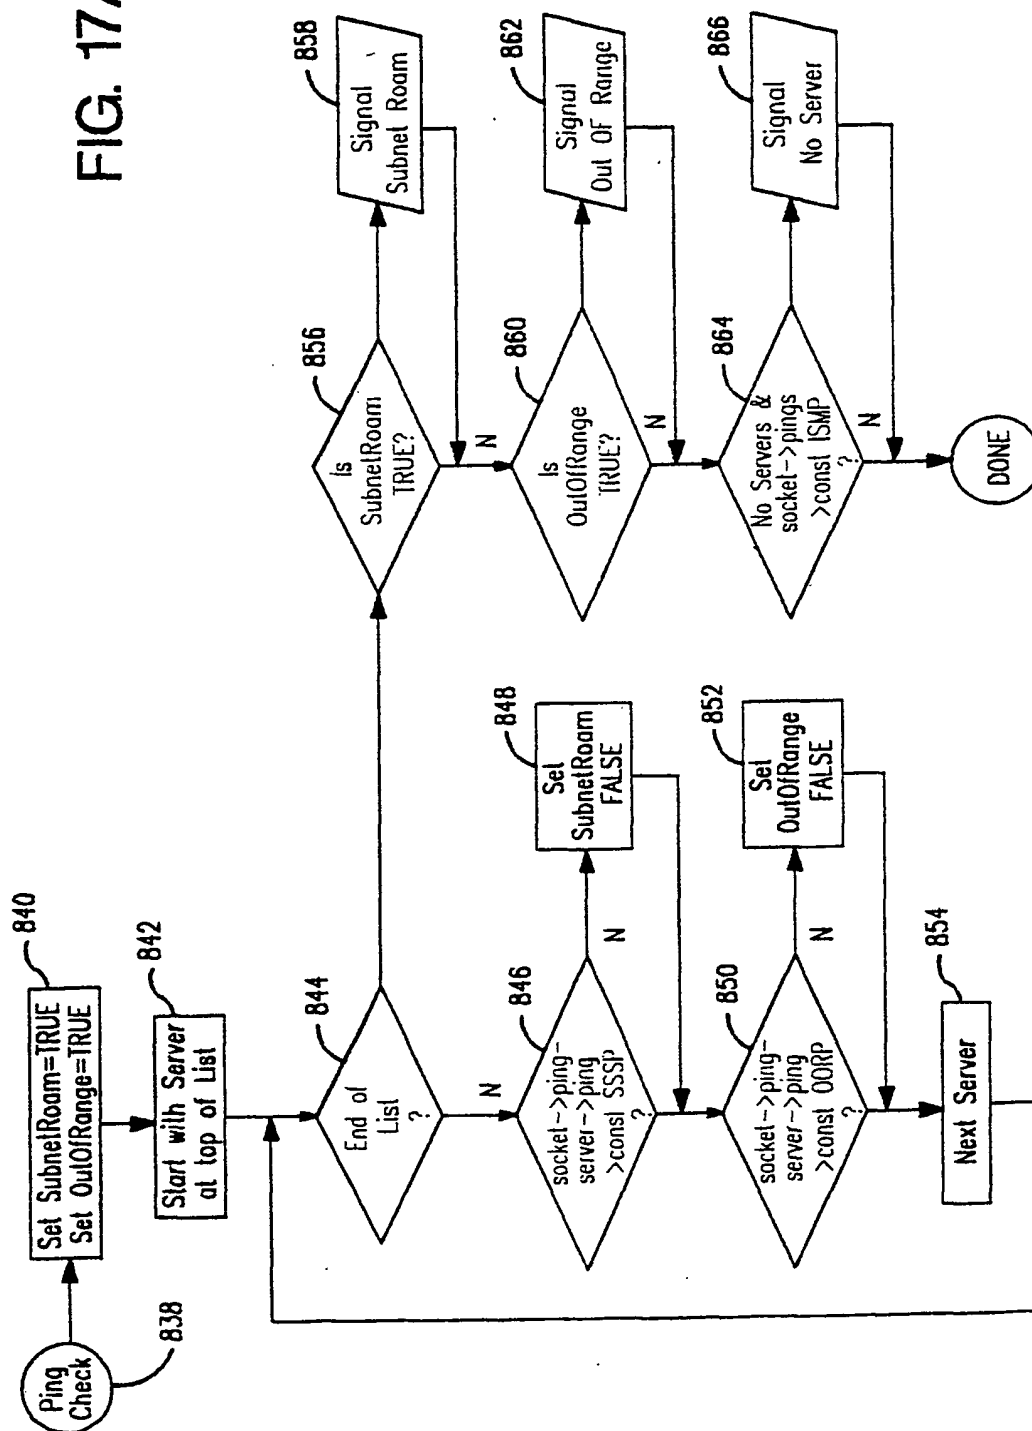 FIG. 17A
Ping
Check
838
Set SubnetRoam=TRUE
Set OutOfRange=TRUE
840
Start with Server
at top of List
842
End of
List
?
844
N
socket->ping-
server->ping
>const SSSP
?
846
N
Set
SubnetRoam
FALSE
848
socket->ping-
server->ping
>const OORP
?
850
N
Set
OutOfRange
FALSE
852
Next Server
854
Is
SubnetRoam
TRUE?
856
N
Signal
Subnet Roam
858
Is
OutOfRange
TRUE?
860
N
Signal
Out OF Range
862
No Servers &
socket->pings
>const ISMP
?
864
N
Signal
No Server
866
DONE